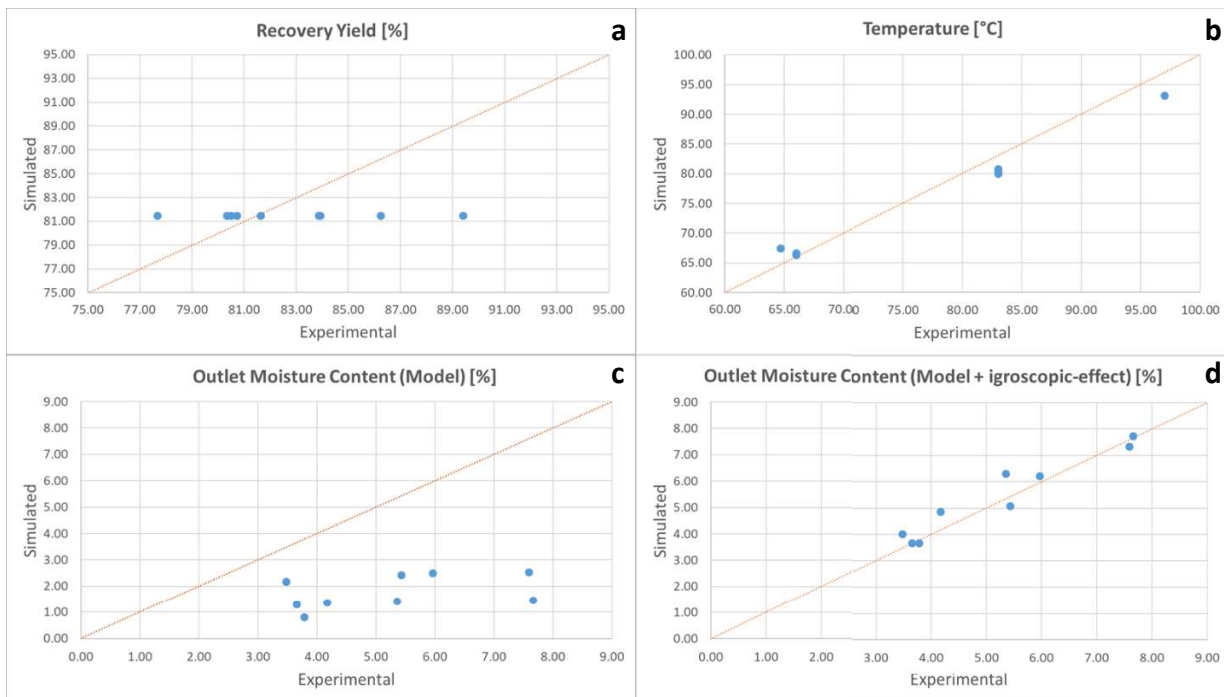 Recovery Yield [%]
a
95.00
93.00
91.00
89.00
87.00
85.00
83.00
81.00
79.00
77.00
75.00
Simulated
75.00 77.00 79.00 81.00 83.00 85.00 87.00 89.00 91.00 93.00 95.00
Experimental
Temperature [°C]
b
100.00
95.00
90.00
85.00
80.00
75.00
70.00
65.00
60.00
Simulated
60.00 65.00 70.00 75.00 80.00 85.00 90.00 95.00 100.00
Experimental
Outlet Moisture Content (Model) [%]
c
9.00
8.00
7.00
6.00
5.00
4.00
3.00
2.00
1.00
0.00
Simulated
0.00 1.00 2.00 3.00 4.00 5.00 6.00 7.00 8.00 9.00
Experimental
Outlet Moisture Content (Model + igroscopic-effect) [%]
d
9.00
8.00
7.00
6.00
5.00
4.00
3.00
2.00
1.00
0.00
Simulated
0.00 1.00 2.00 3.00 4.00 5.00 6.00 7.00 8.00 9.00
Experimental